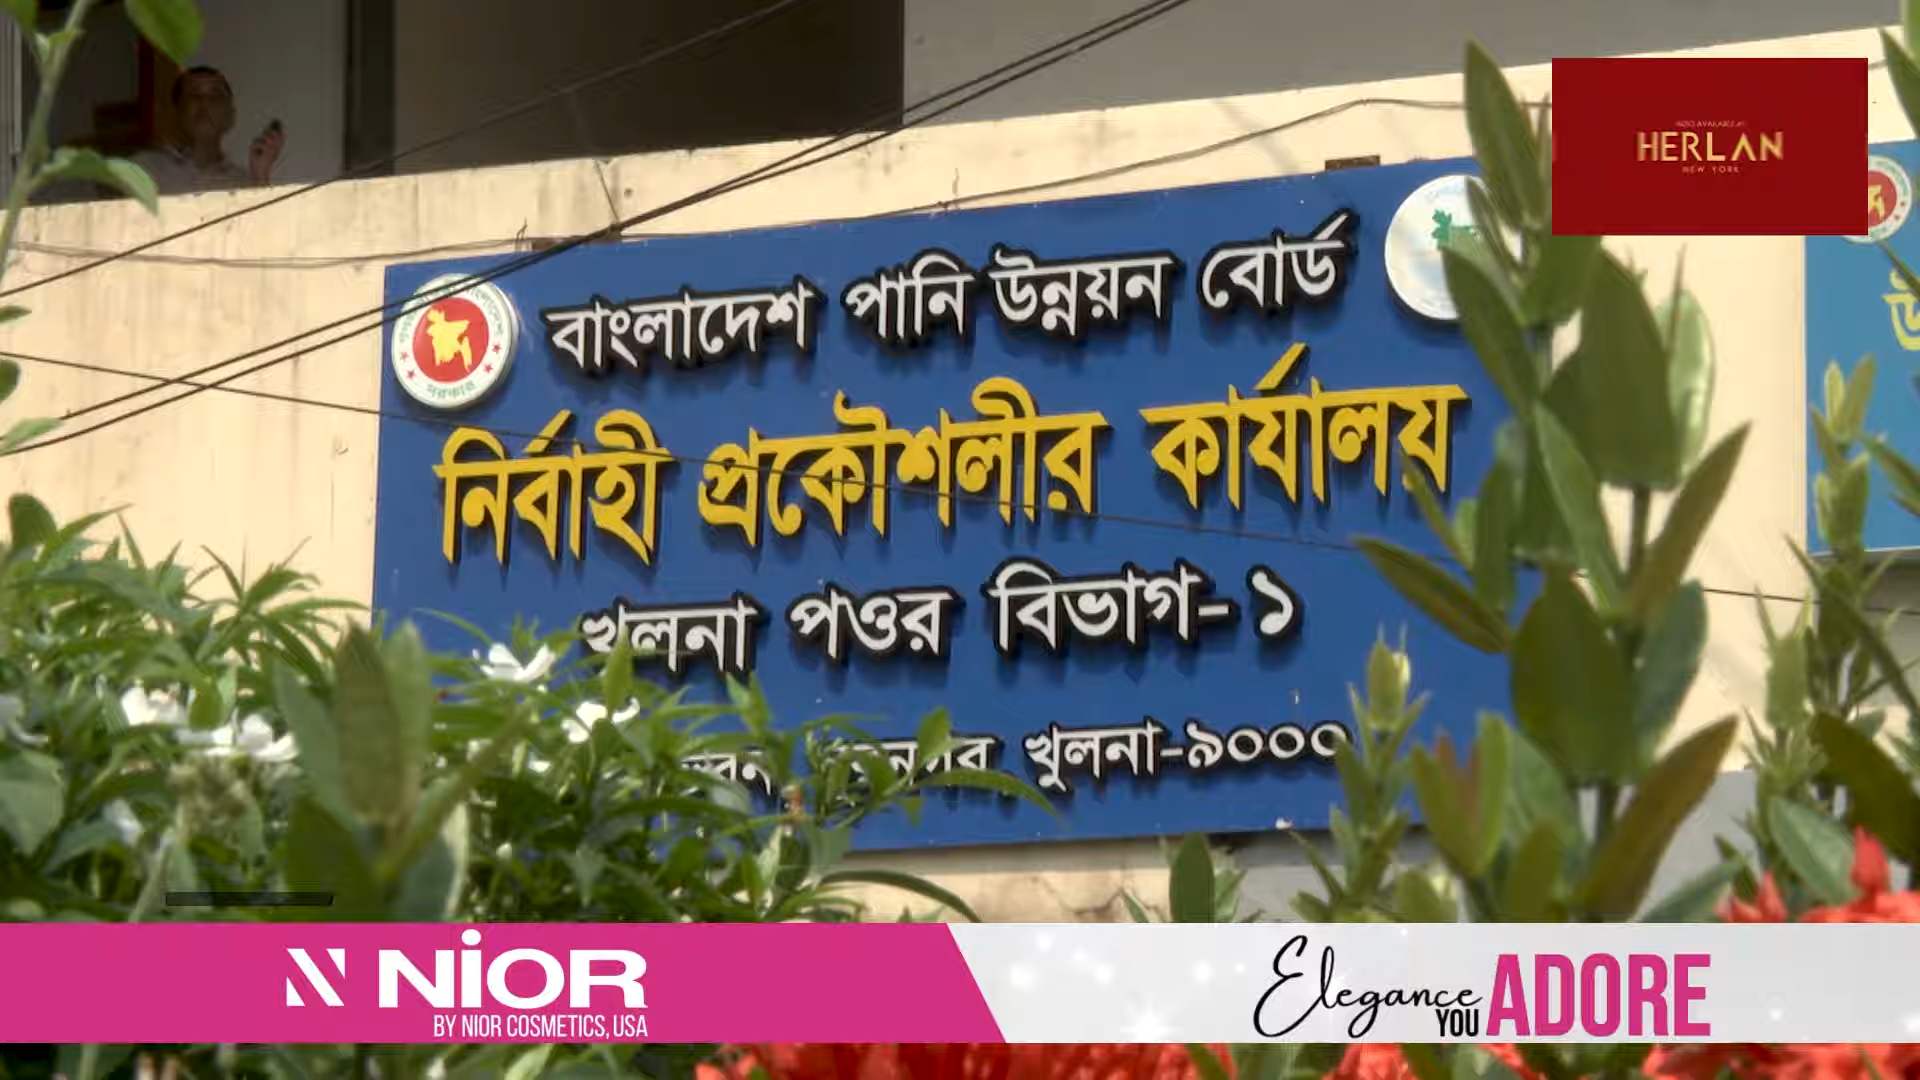 বাংলাদেশ পানি উন্নয়ন বোর্ড
নির্বাহী প্রকৌশলীর কার্যালয়
খুলনা পওর বিভাগ- ১
খুলনা-৯০০০
সরকার
HERLAN
NEW YORK
NiOR
BY NIOR COSMETICS, USA
Elegance
YOU ADORE